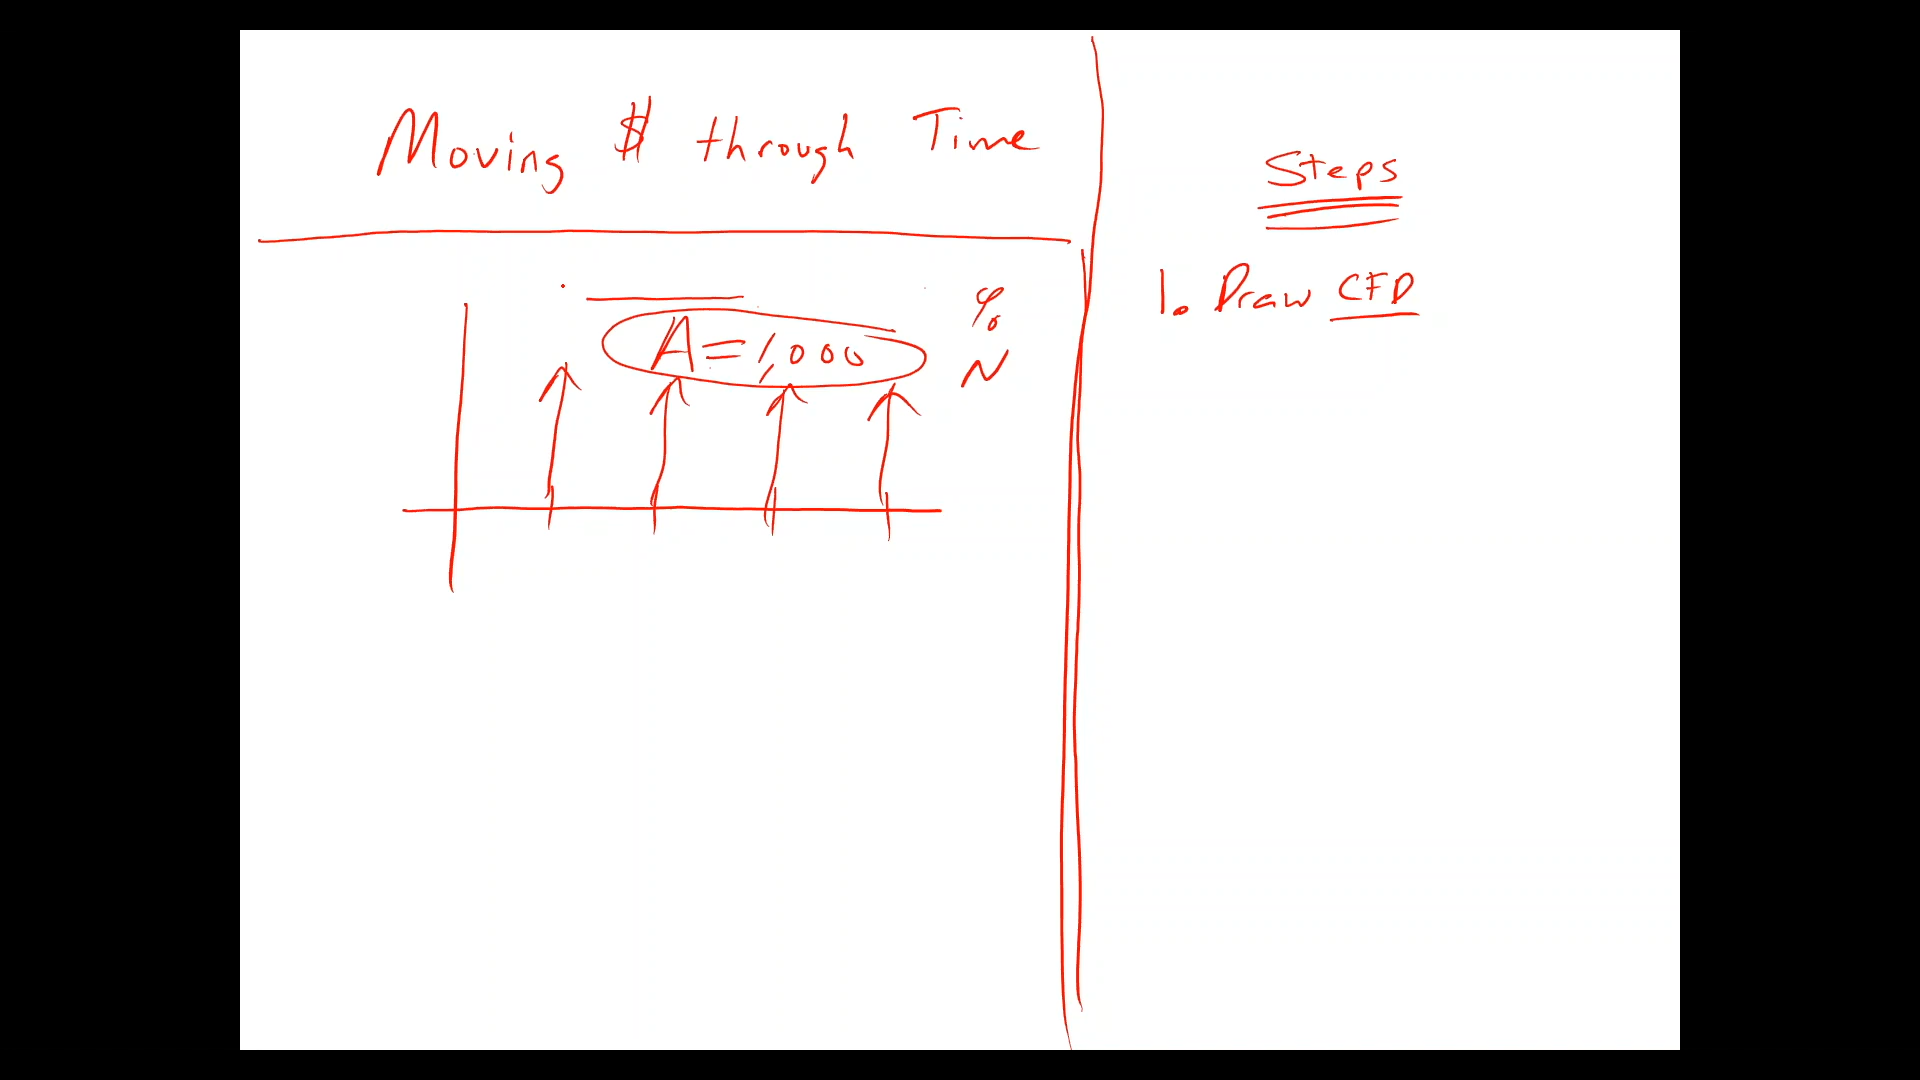 Moving $ through Time
A = 1,000
%
N
Steps
1. Draw CFD